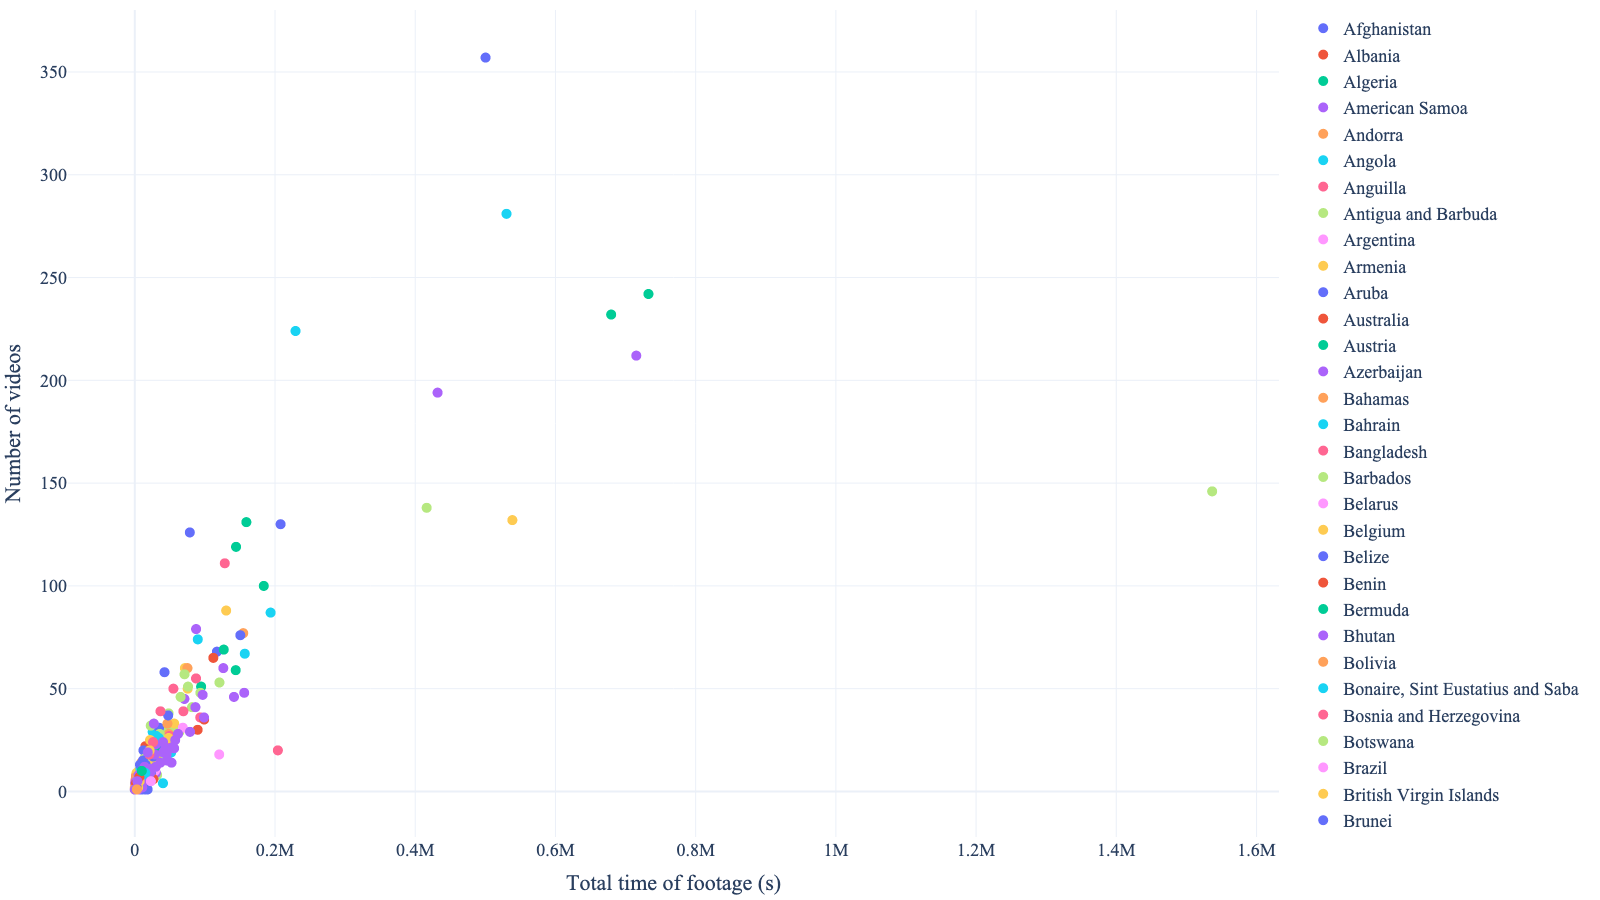 350
300
250
200
150
100
50
0
Number of videos
0
0.2M
0.4M
0.6M
0.8M
1M
1.2M
1.4M
1.6M
Total time of footage (s)
Afghanistan
Albania
Algeria
American Samoa
Andorra
Angola
Anguilla
Antigua and Barbuda
Argentina
Armenia
Aruba
Australia
Austria
Azerbaijan
Bahamas
Bahrain
Bangladesh
Barbados
Belarus
Belgium
Belize
Benin
Bermuda
Bhutan
Bolivia
Bonaire, Sint Eustatius and Saba
Bosnia and Herzegovina
Botswana
Brazil
British Virgin Islands
Brunei